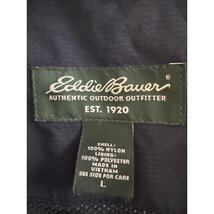 Eddie Bauer®
AUTHENTIC OUTDOOR OUTFITTER
EST. 1920
SHELL:
100% NYLON
LINING:
100% POLYESTER
MADE IN
VIETNAM
SEE SIDE FOR CARE
L